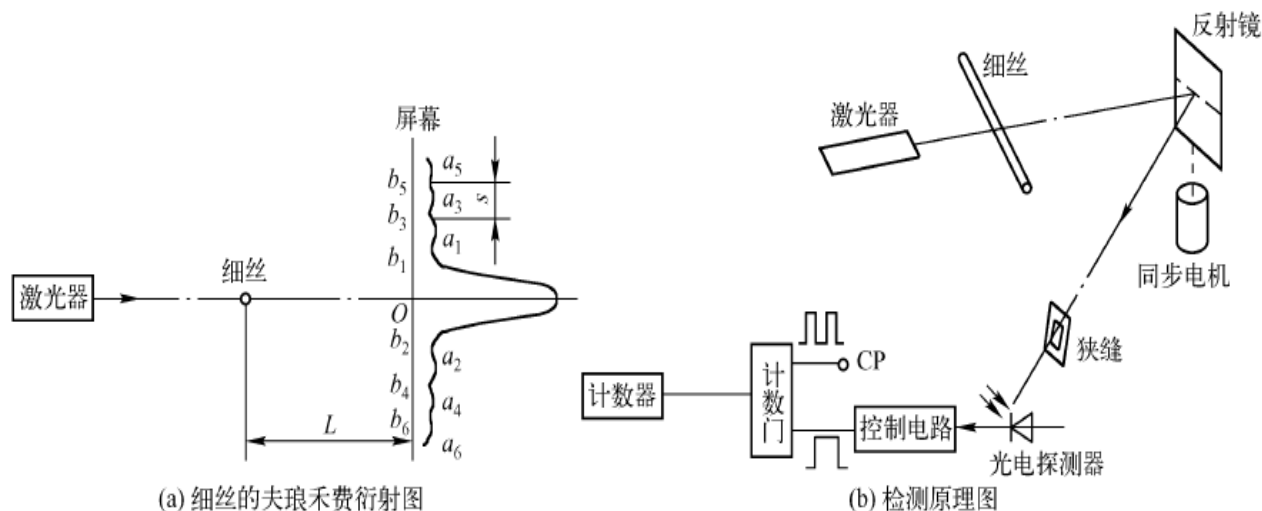 屏幕
a5
b5
s
a3
b3
a1
b1
细丝
激光器
O
b2
a2
b4
a4
L
b6
a6
(a) 细丝的夫琅禾费衍射图
反射镜
细丝
激光器
同步电机
狭缝
CP
计数门
计数器
控制电路
光电探测器
(b) 检测原理图